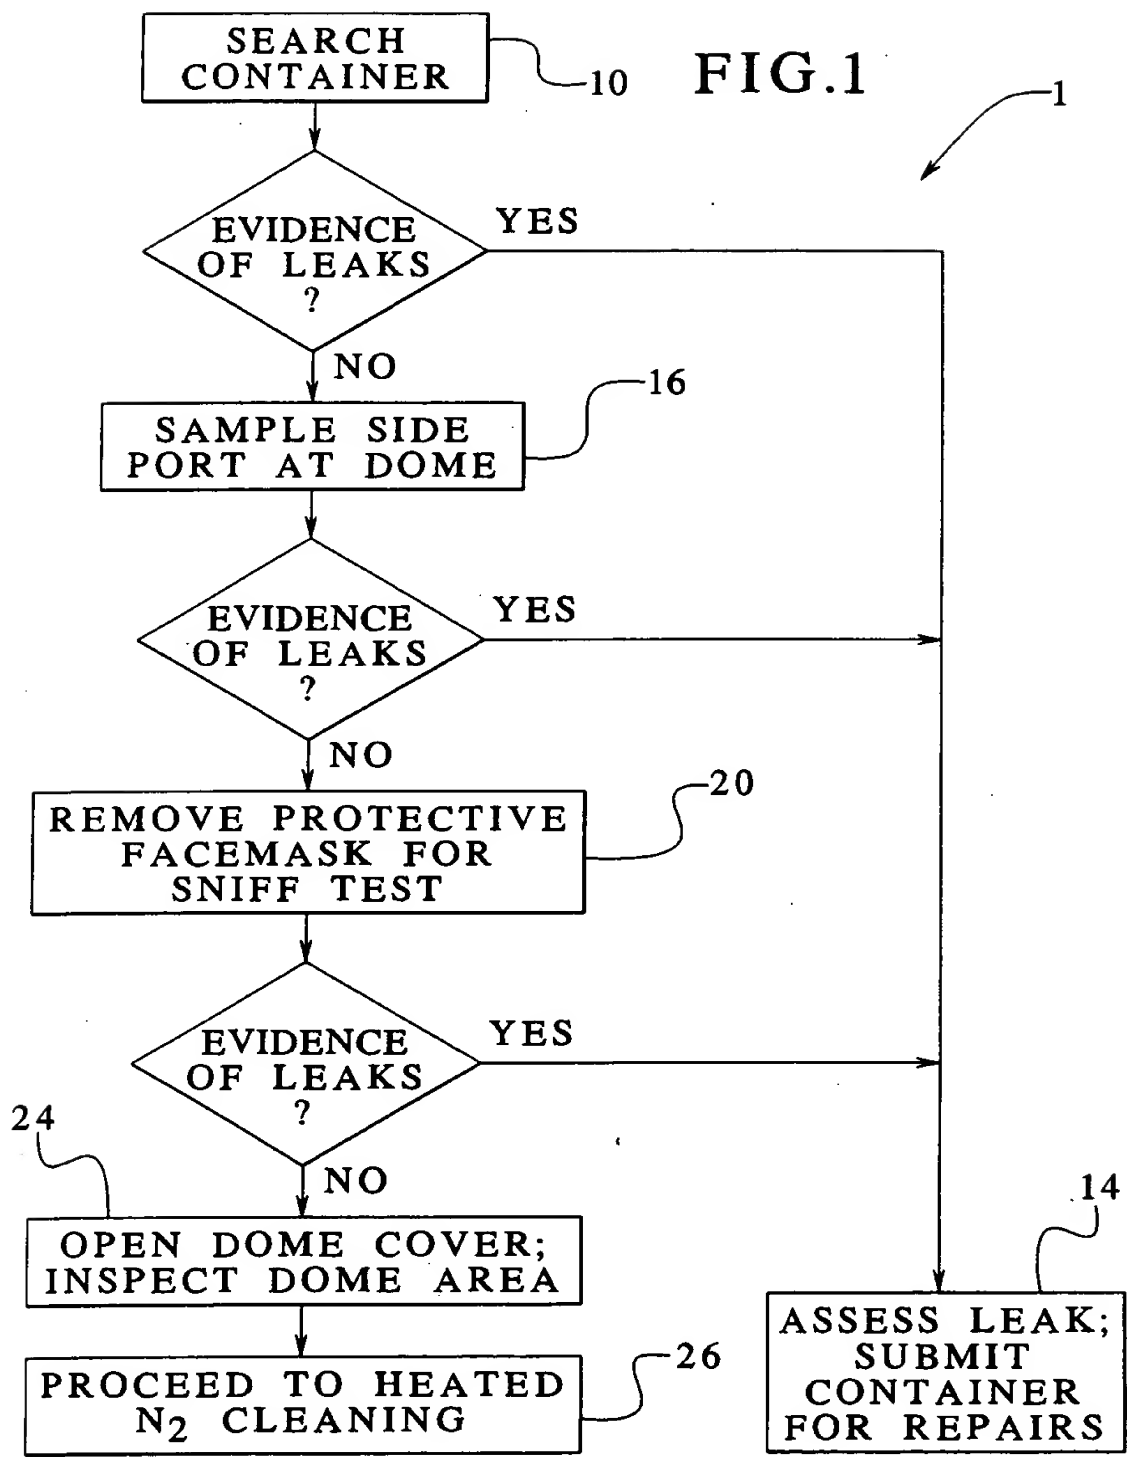 SEARCH
CONTAINER
10
FIG.1
1
EVIDENCE
OF LEAKS
?
YES
NO
16
SAMPLE SIDE
PORT AT DOME
EVIDENCE
OF LEAKS
?
YES
NO
20
REMOVE PROTECTIVE
FACEMASK FOR
SNIFF TEST
EVIDENCE
OF LEAKS
?
YES
NO
24
OPEN DOME COVER;
INSPECT DOME AREA
14
ASSESS LEAK;
SUBMIT
CONTAINER
FOR REPAIRS
26
PROCEED TO HEATED
N2 CLEANING